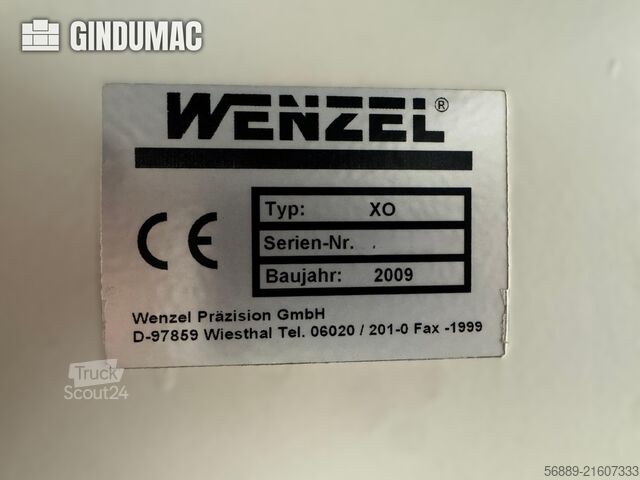 GINDUMAC
WENZEL®
CE
Typ: XO
Serien-Nr.
Baujahr: 2009
Wenzel Präzision GmbH
D-97859 Wiesthal Tel. 06020 / 201-0 Fax -1999
Truck
Scout24
56889-21607333